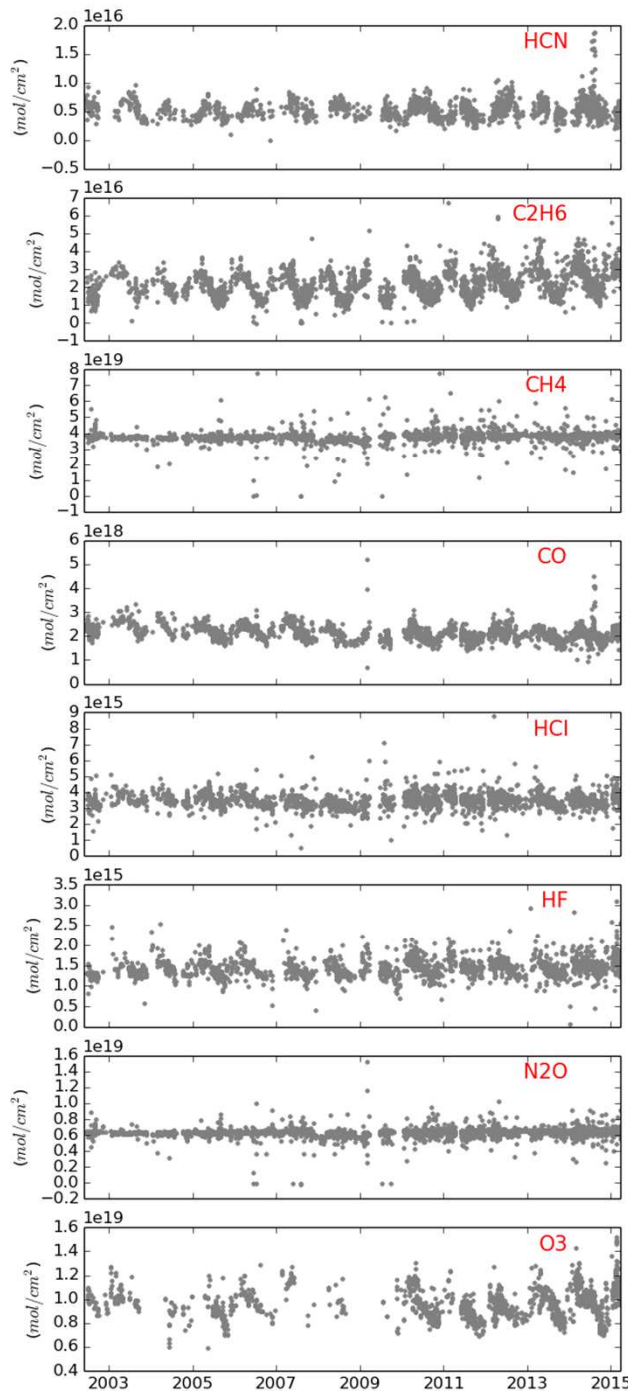 1e16
HCN
(mol/cm²)
2.0
1.5
1.0
0.5
0.0
−0.5
1e16
C2H6
(mol/cm²)
7
6
5
4
3
2
1
0
−1
1e19
CH4
(mol/cm²)
8
7
6
5
4
3
2
1
0
−1
1e18
CO
(mol/cm²)
6
5
4
3
2
1
0
1e15
HCl
(mol/cm²)
9
8
7
6
5
4
3
2
1
0
1e15
HF
(mol/cm²)
3.5
3.0
2.5
2.0
1.5
1.0
0.5
0.0
1e19
N2O
(mol/cm²)
1.6
1.4
1.2
1.0
0.8
0.6
0.4
0.2
0.0
−0.2
1e19
O3
(mol/cm²)
1.6
1.4
1.2
1.0
0.8
0.6
0.4
2003 2005 2007 2009 2011 2013 2015